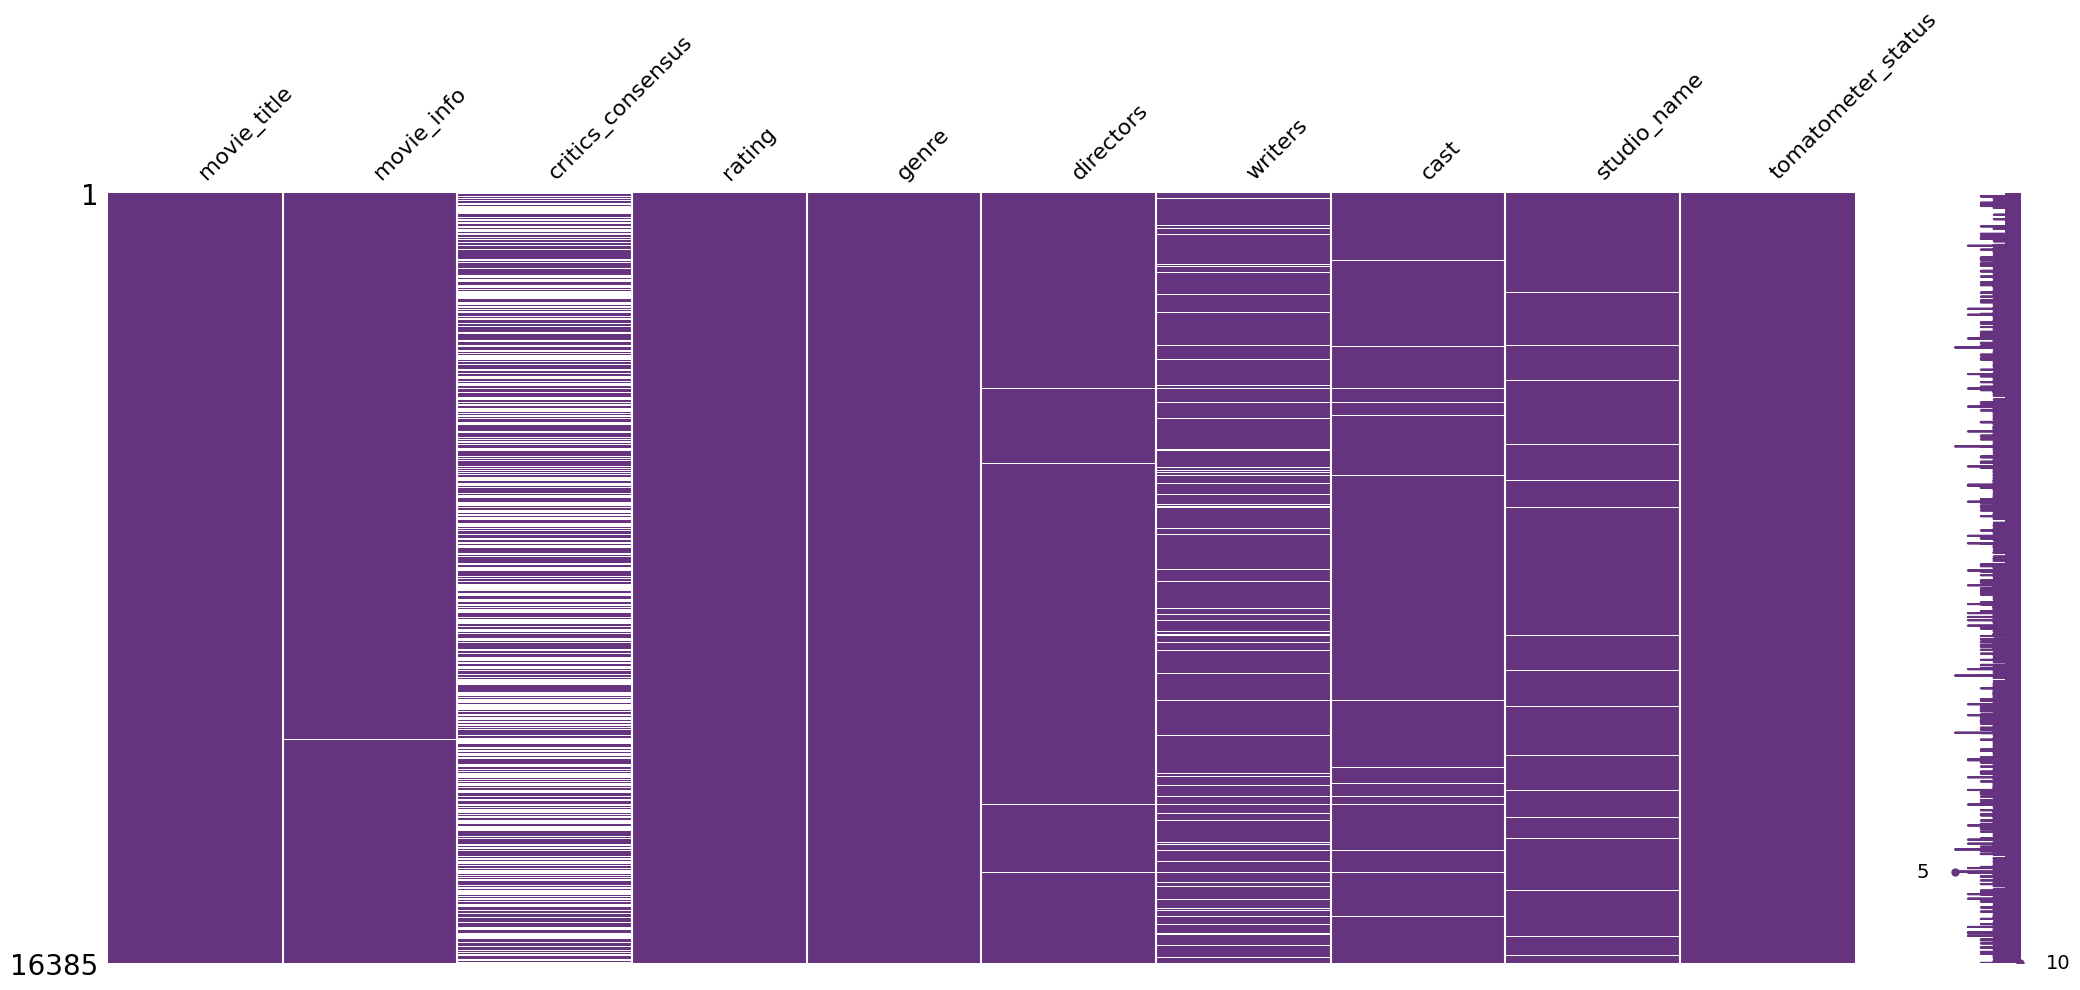 movie_title
movie_info
critics_consensus
rating
genre
directors
writers
cast
studio_name
tomatometer_status
1
5
16385
10